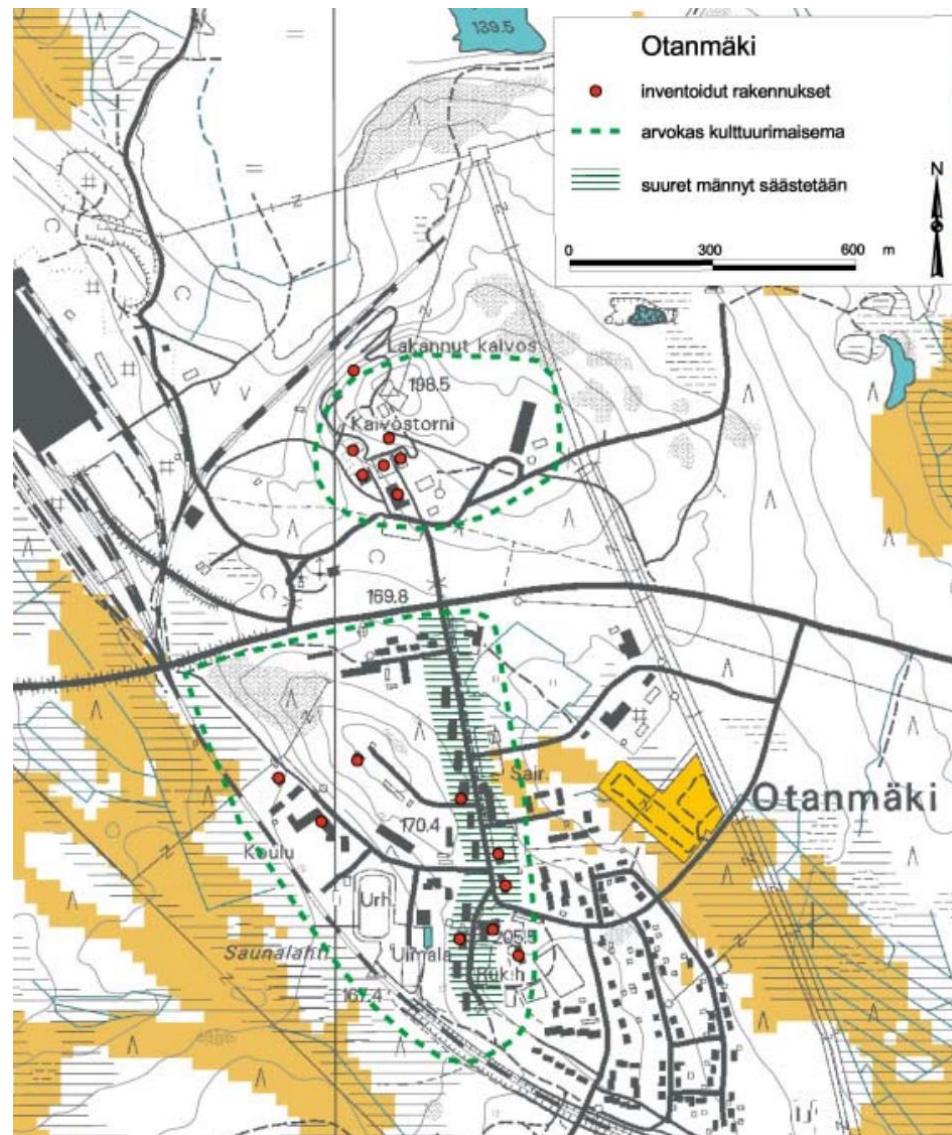 139.5
Otanmäki
inventoidut rakennukset
arvokas kulttuurimaisema
suuret männyt säästetään
N
0 300 600 m
Lakannut kaivos
198.5
Kaivostorni
169.8
Sair.
Otanmäki
170.4
Koulu
Urh.
205.5
Saunalahti
Uimala
167.4